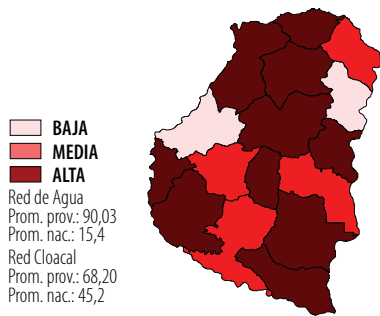 BAJA
MEDIA
ALTA
Red de Agua
Prom. prov.: 90,03
Prom. nac.: 15,4
Red Cloacal
Prom. prov.: 68,20
Prom. nac.: 45,2